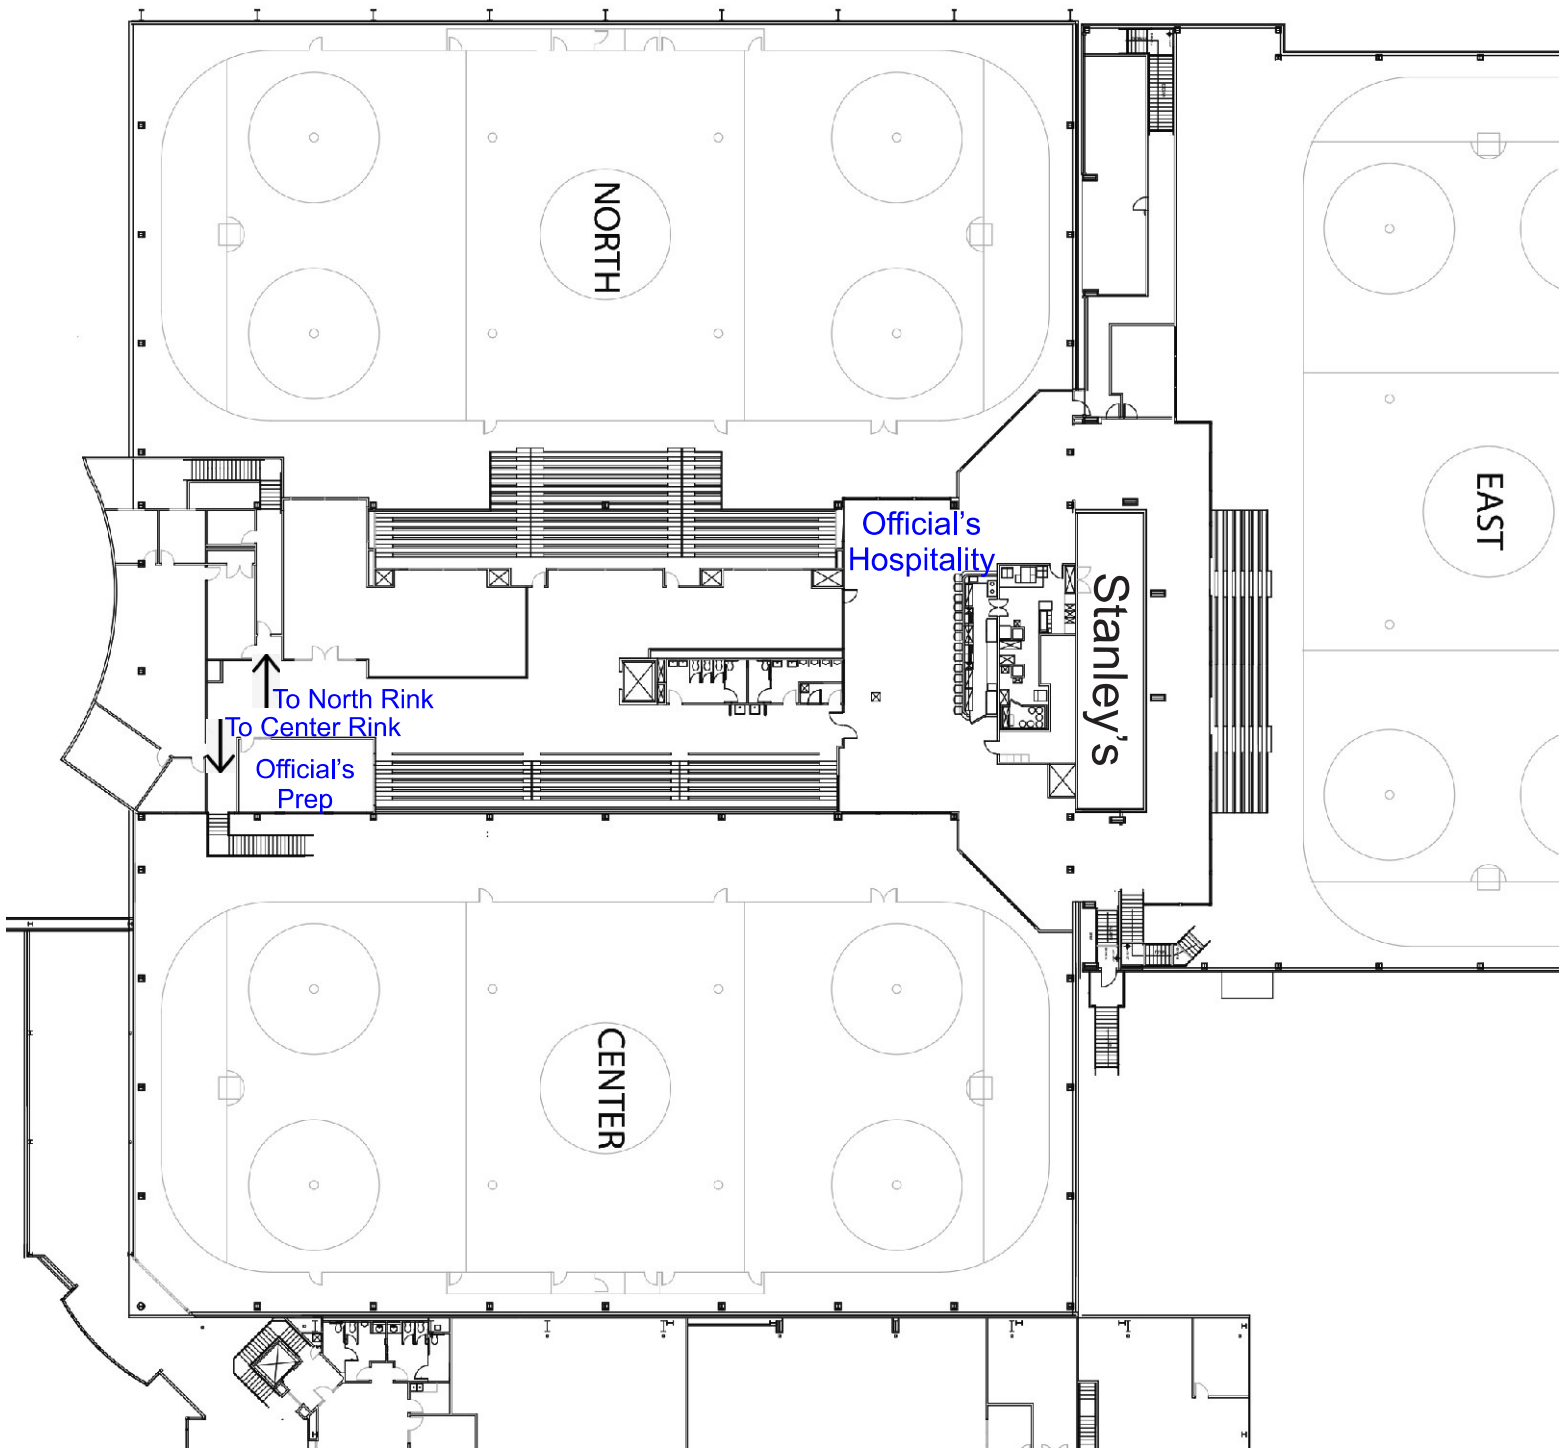 NORTH
EAST
Official's
Hospitality
Stanley's
To North Rink
To Center Rink
Official's
Prep
CENTER